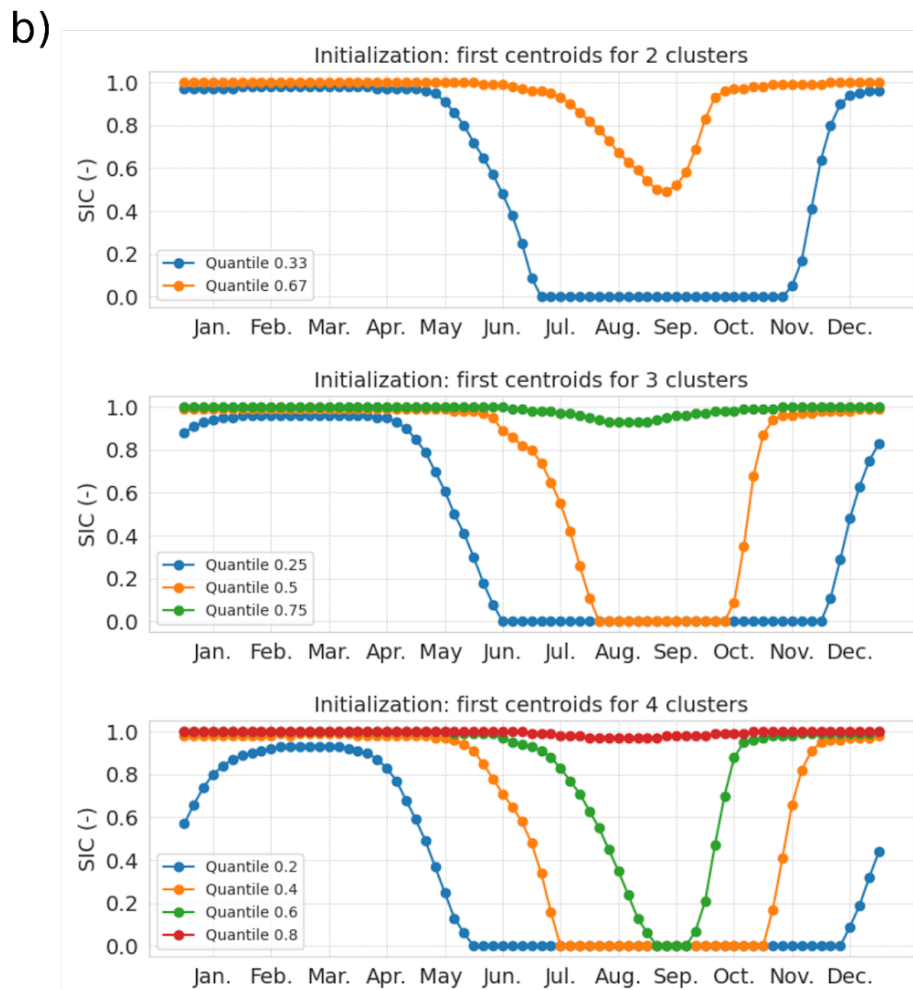 b)
Initialization: first centroids for 2 clusters
SIC (-)
1.0
0.8
0.6
0.4
0.2
0.0
Quantile 0.33
Quantile 0.67
Jan. Feb. Mar. Apr. May Jun. Jul. Aug. Sep. Oct. Nov. Dec.
Initialization: first centroids for 3 clusters
SIC (-)
1.0
0.8
0.6
0.4
0.2
0.0
Quantile 0.25
Quantile 0.5
Quantile 0.75
Jan. Feb. Mar. Apr. May Jun. Jul. Aug. Sep. Oct. Nov. Dec.
Initialization: first centroids for 4 clusters
SIC (-)
1.0
0.8
0.6
0.4
0.2
0.0
Quantile 0.2
Quantile 0.4
Quantile 0.6
Quantile 0.8
Jan. Feb. Mar. Apr. May Jun. Jul. Aug. Sep. Oct. Nov. Dec.